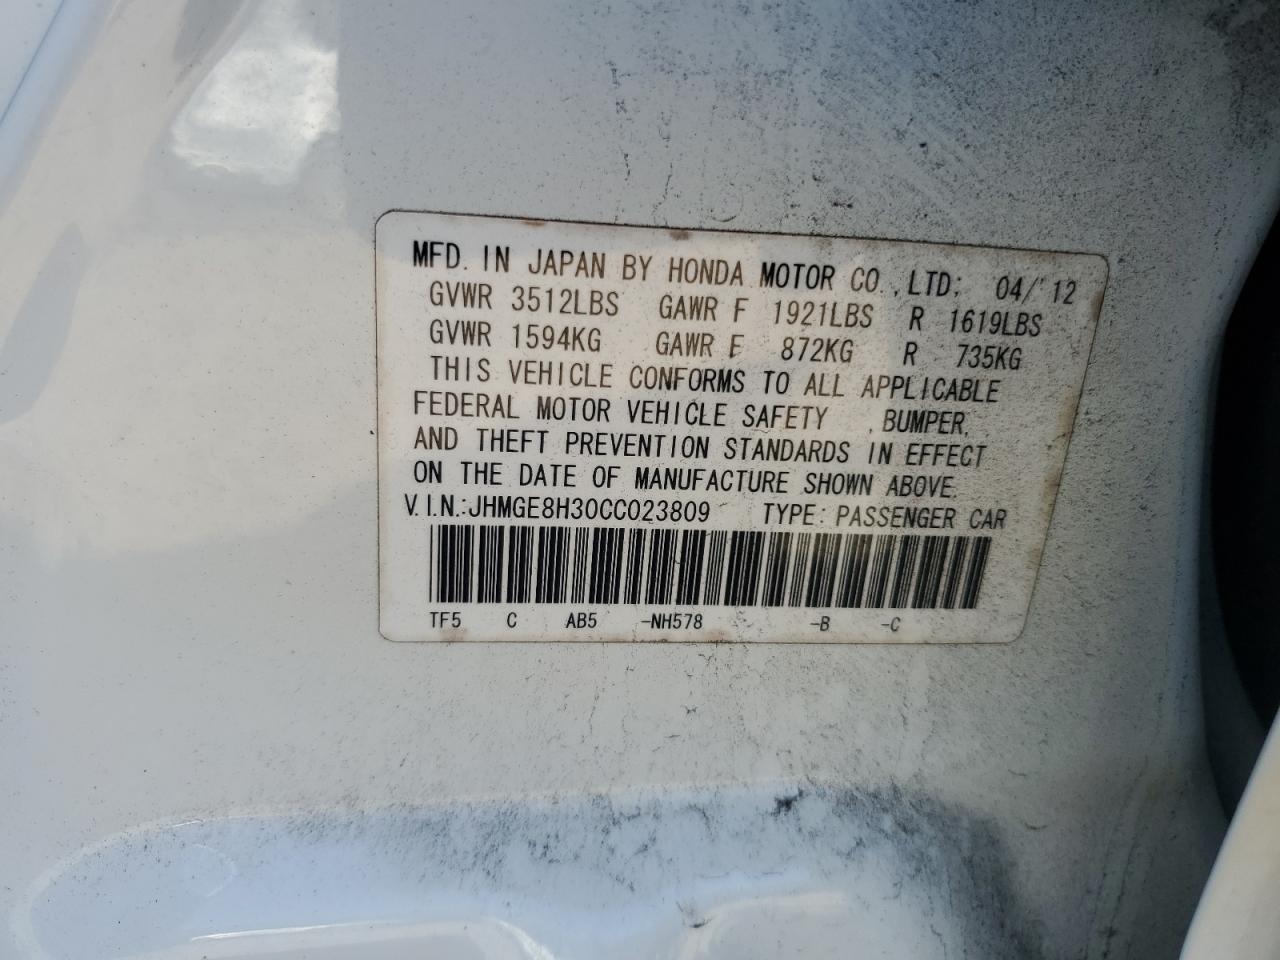 MFD. IN JAPAN BY HONDA MOTOR CO., LTD; 04/'12
GVWR 3512LBS GAWR F 1921LBS R 1619LBS
GVWR 1594KG GAWR F 872KG R 735KG
THIS VEHICLE CONFORMS TO ALL APPLICABLE
FEDERAL MOTOR VEHICLE SAFETY , BUMPER,
AND THEFT PREVENTION STANDARDS IN EFFECT
ON THE DATE OF MANUFACTURE SHOWN ABOVE.
V.I.N.:JHMGE8H30CC023809 TYPE: PASSENGER CAR
TF5 C AB5 -NH578 -B -C